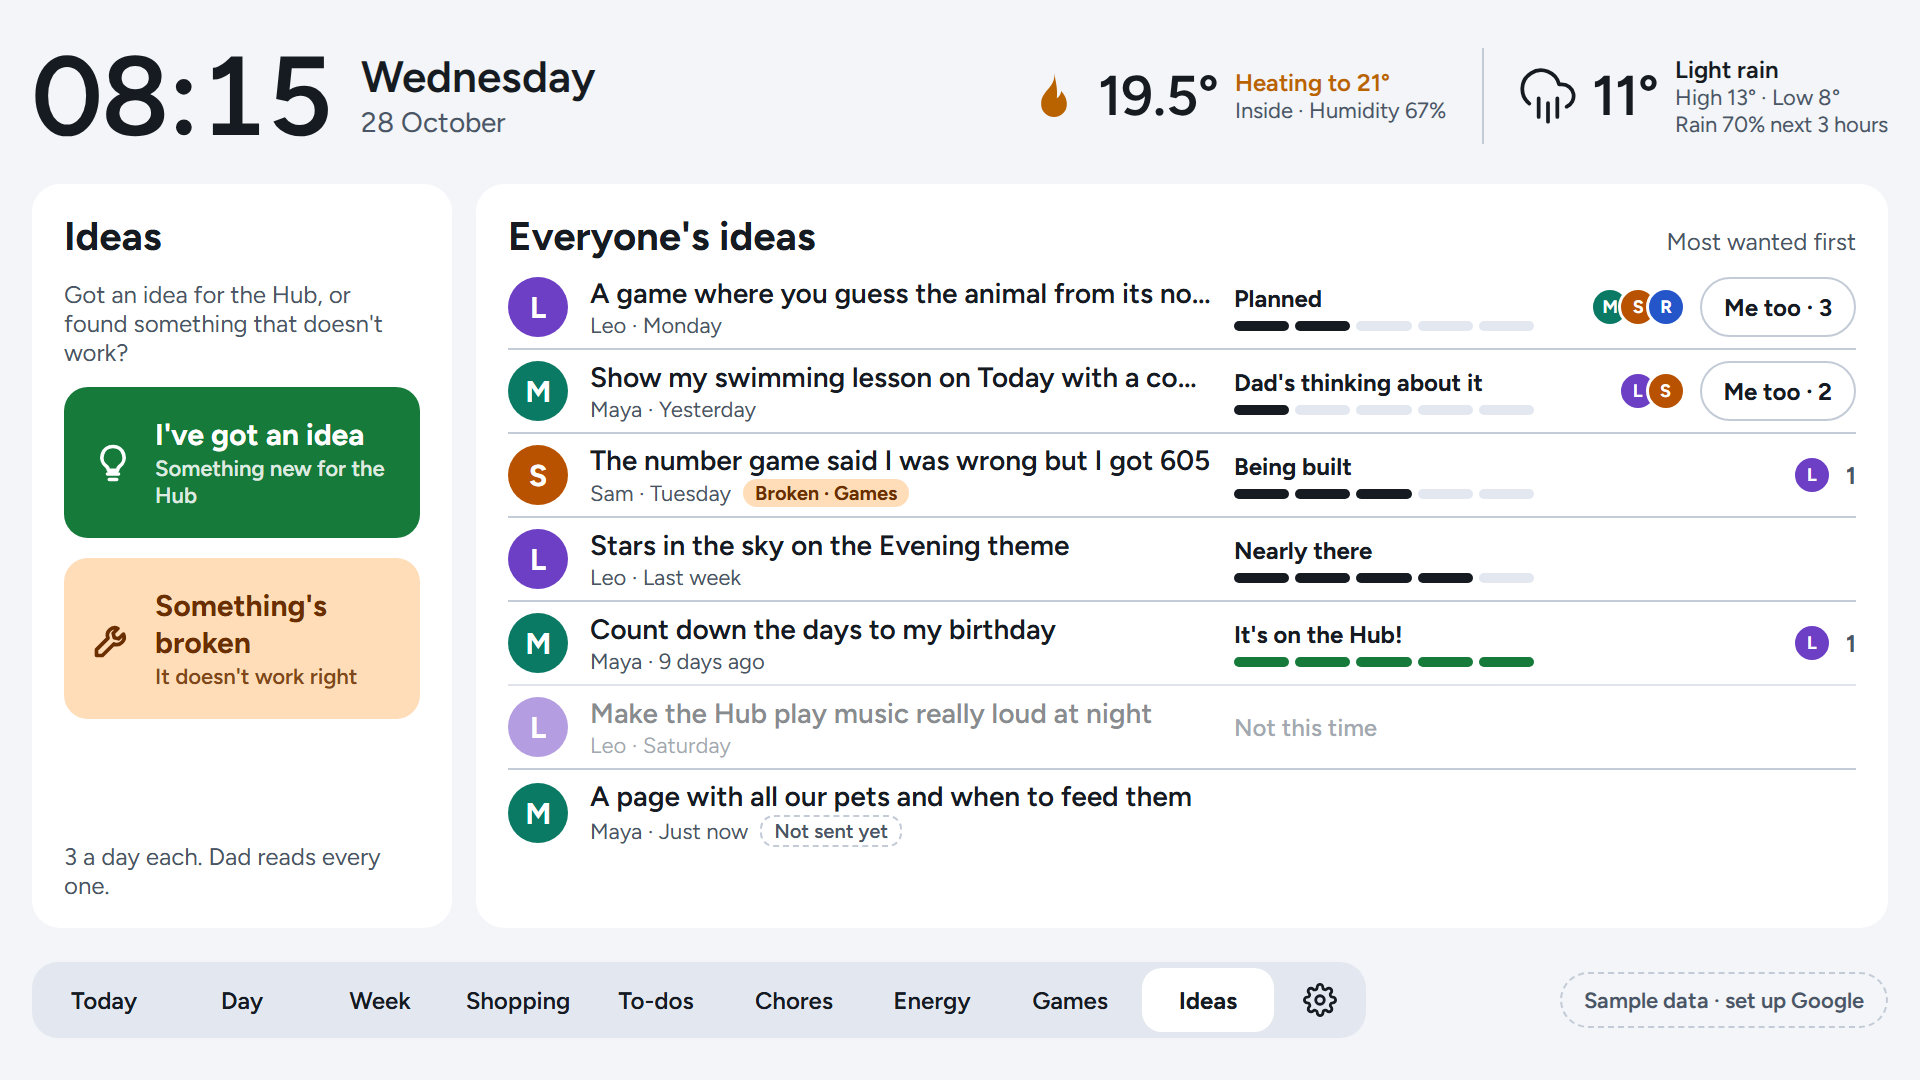 08:15
Wednesday
28 October
19.5°
Heating to 21°
Inside · Humidity 67%
11°
Light rain
High 13° · Low 8°
Rain 70% next 3 hours
Ideas
Got an idea for the Hub, or
found something that doesn't
work?
I've got an idea
Something new for the
Hub
Something's
broken
It doesn't work right
3 a day each. Dad reads every
one.
Everyone's ideas
Most wanted first
L
A game where you guess the animal from its no...
Leo · Monday
Planned
M S R
Me too · 3
M
Show my swimming lesson on Today with a co...
Maya · Yesterday
Dad's thinking about it
L S
Me too · 2
S
The number game said I was wrong but I got 605
Sam · Tuesday
Broken · Games
Being built
L 1
L
Stars in the sky on the Evening theme
Leo · Last week
Nearly there
M
Count down the days to my birthday
Maya · 9 days ago
It's on the Hub!
L 1
L
Make the Hub play music really loud at night
Leo · Saturday
Not this time
M
A page with all our pets and when to feed them
Maya · Just now
Not sent yet
Today
Day
Week
Shopping
To-dos
Chores
Energy
Games
Ideas
Sample data · set up Google